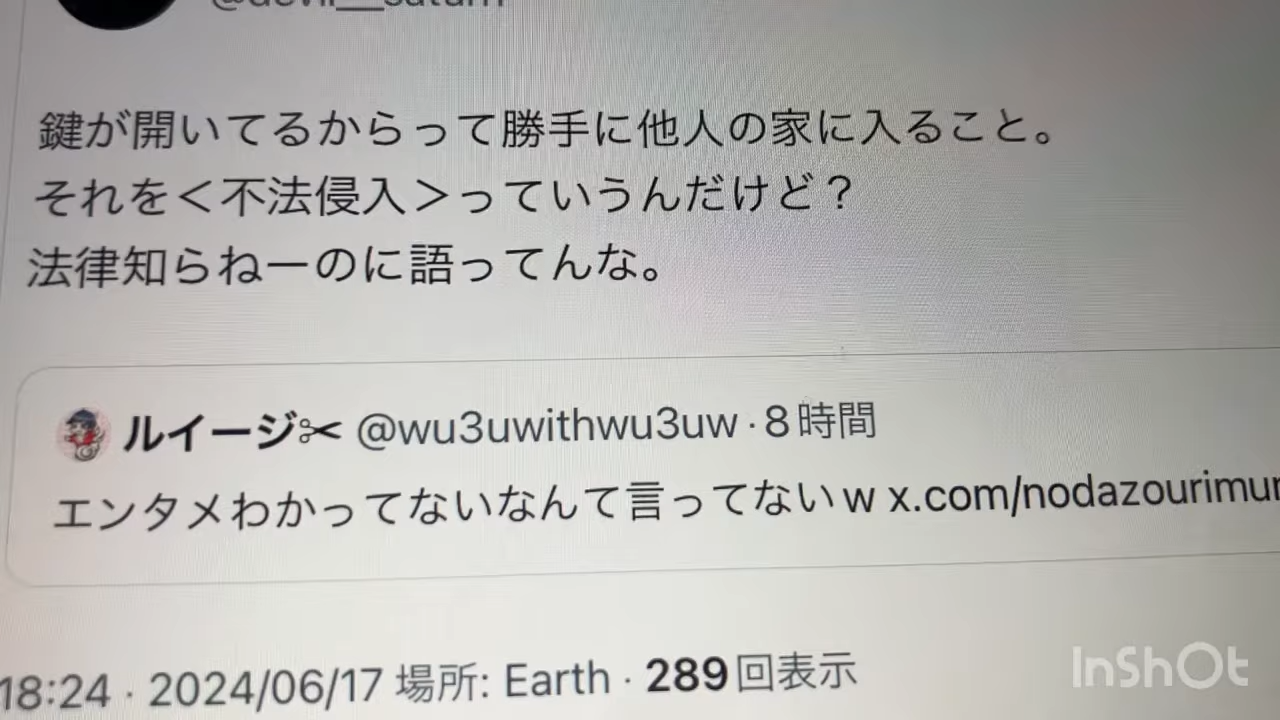 鍵が開いてるからって勝手に他人の家に入ること。
それを＜不法侵入＞っていうんだけど？
法律知らねーのに語ってんな。
ルイージ✂ @wu3uwithwu3uw · 8時間
エンタメわかってないなんて言ってないw x.com/nodazourimu
18:24 · 2024/06/17 場所: Earth · 289回表示
InShOt